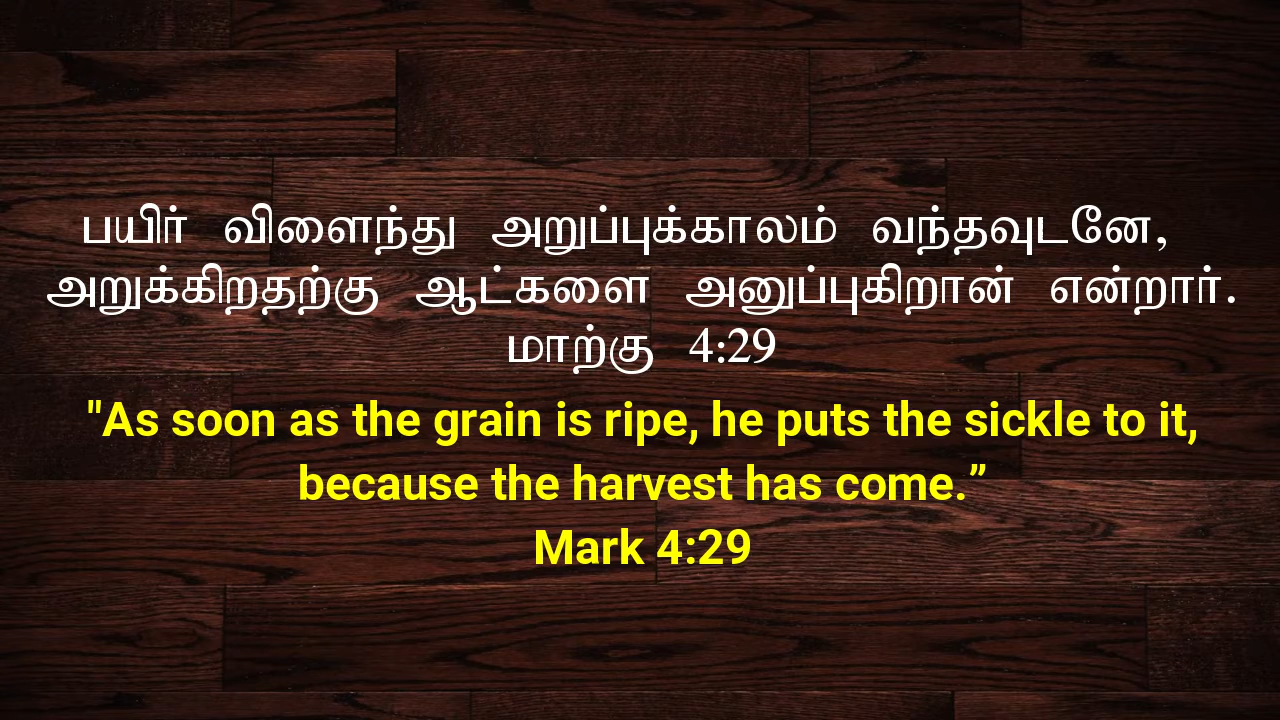 பயிர் விளைந்து அறுப்புக்காலம் வந்தவுடனே,
அறுக்கிறதற்கு ஆட்களை அனுப்புகிறான் என்றார்.
மாற்கு 4:29
"As soon as the grain is ripe, he puts the sickle to it,
because the harvest has come.”
Mark 4:29